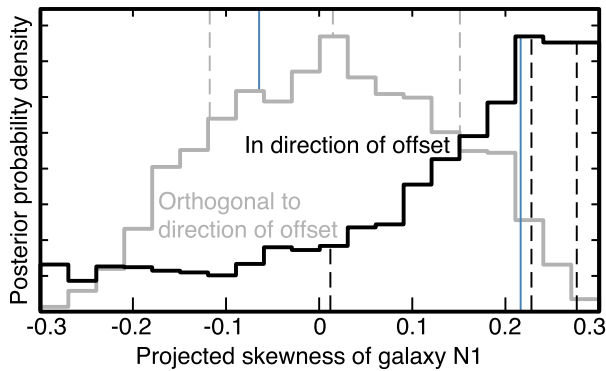 Posterior probability density
In direction of offset
Orthogonal to
direction of offset
-0.3 -0.2 -0.1 0 0.1 0.2 0.3
Projected skewness of galaxy N1